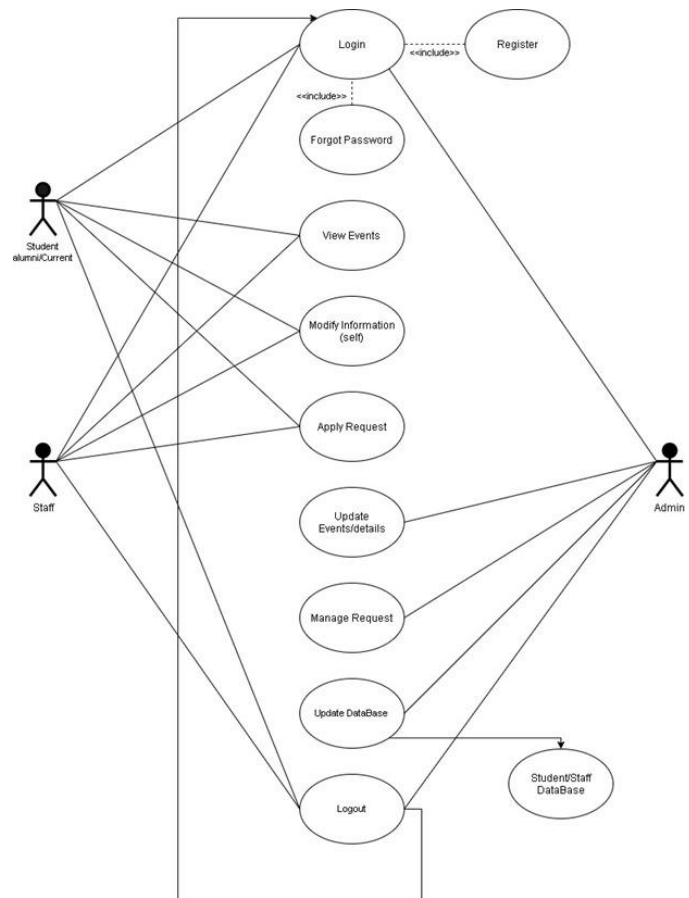 Login
Register
<<include>>
<<include>>
Forgot Password
View Events
Student
alumni/Current
Modify Information
(self)
Apply Request
Staff
Admin
Update
Events/details
Manage Request
Update DataBase
Student/Staff
DataBase
Logout